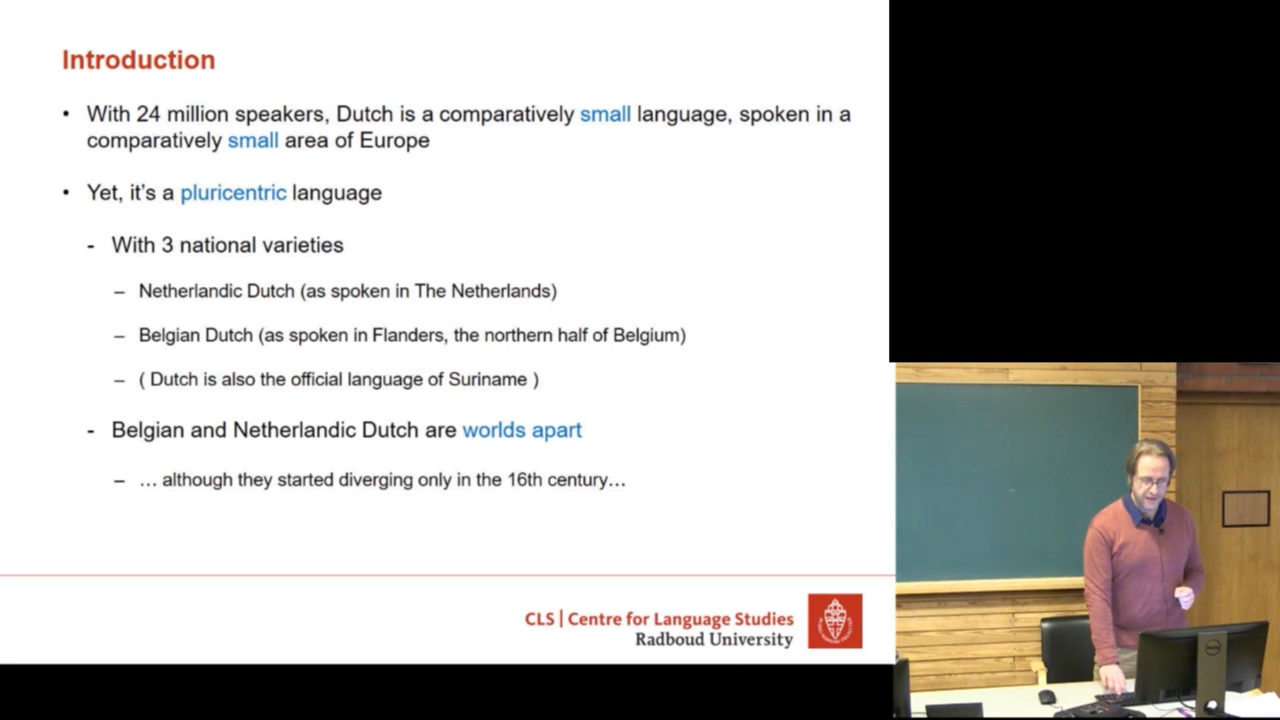 Introduction
• With 24 million speakers, Dutch is a comparatively small language, spoken in a
comparatively small area of Europe
• Yet, it’s a pluricentric language
- With 3 national varieties
– Netherlandic Dutch (as spoken in The Netherlands)
– Belgian Dutch (as spoken in Flanders, the northern half of Belgium)
– ( Dutch is also the official language of Suriname )
- Belgian and Netherlandic Dutch are worlds apart
– … although they started diverging only in the 16th century…
CLS | Centre for Language Studies
Radboud University
DELL